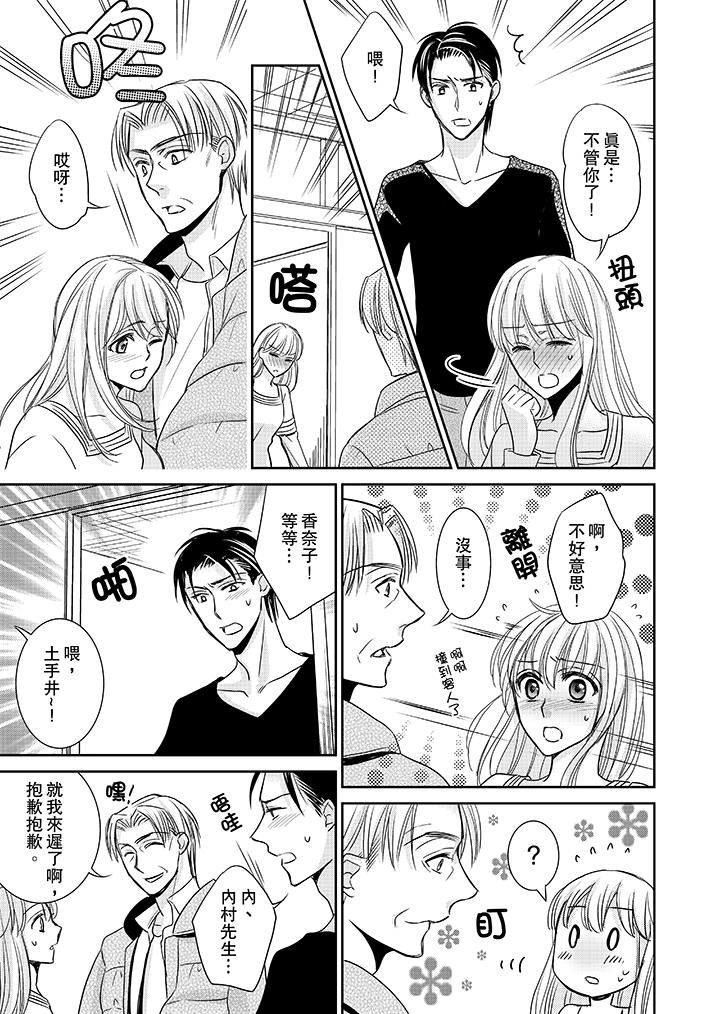 喂！
真是…
不管你了！
扭頭
嗒
咚
哎呀…
啊，
不好意思！
離開
沒事…
啊啊
撞到客人了
香奈子！
等等…
啪
喂，
土手井~！
？
盯
內、
內村先生…
嘿！
就我來遲了啊，
抱歉抱歉。